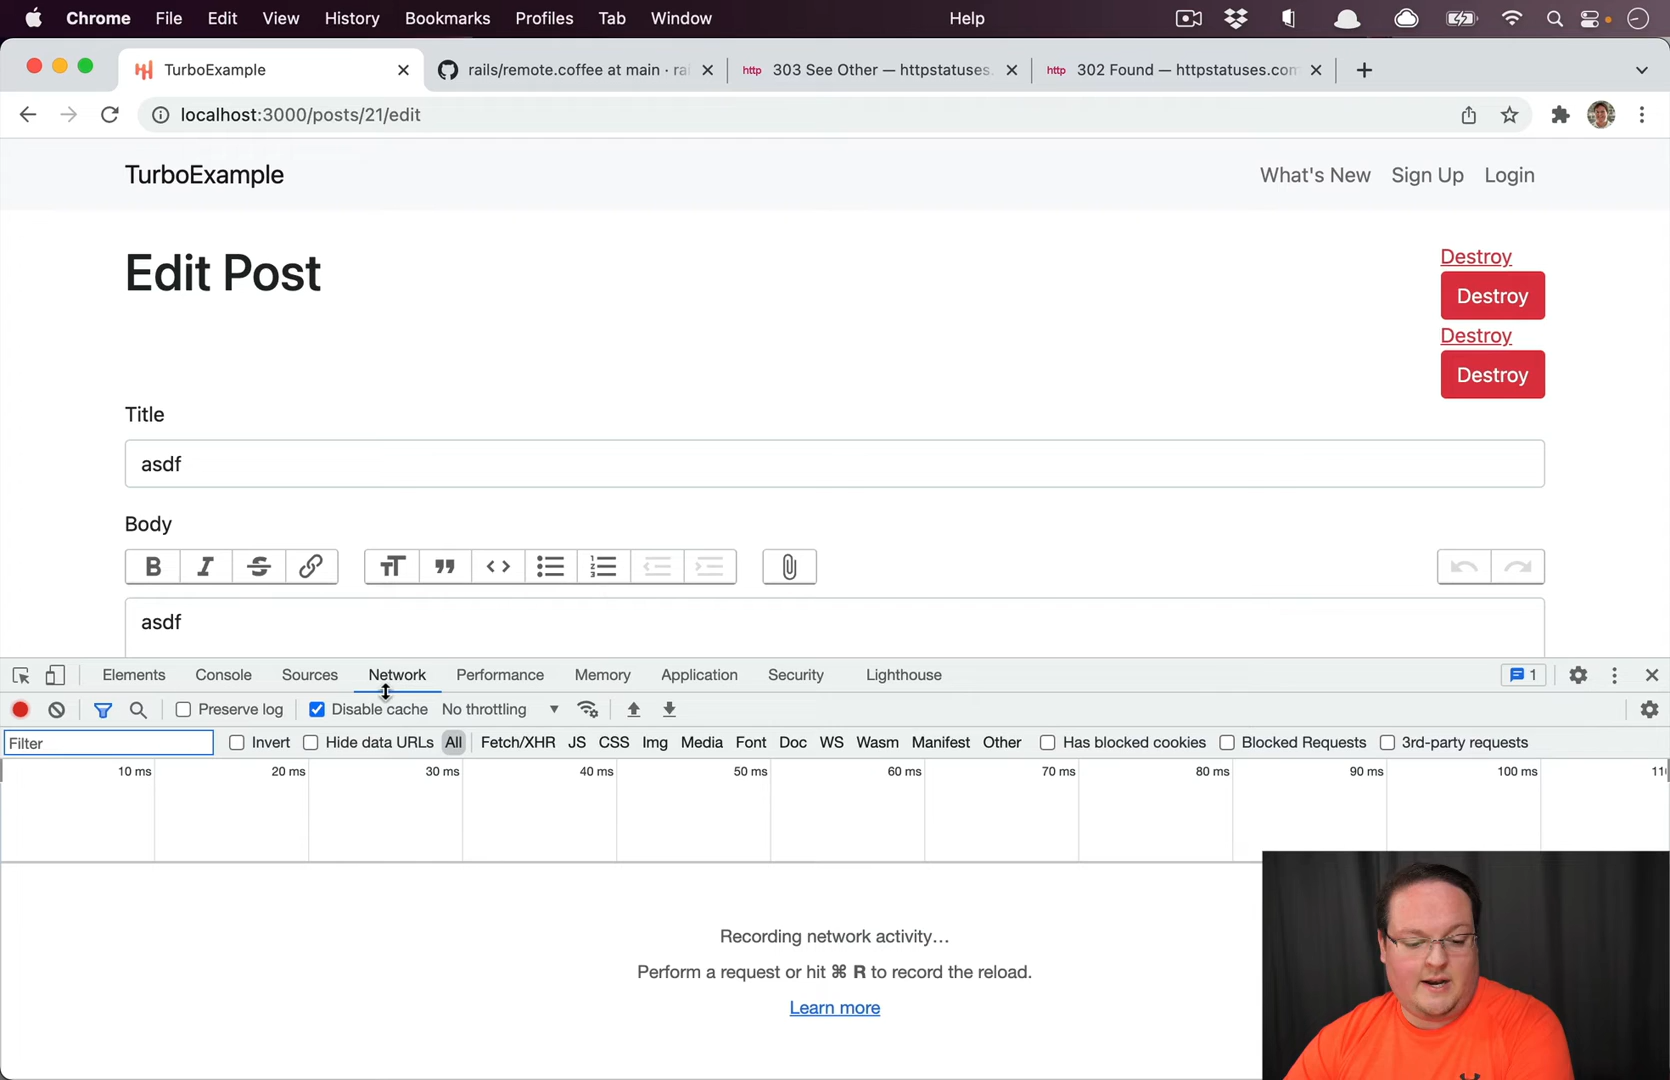 Chrome File Edit View History Bookmarks Profiles Tab Window Help
TurboExample
rails/remote.coffee at main · rai
http 303 See Other — httpstatuses.
http 302 Found — httpstatuses.com
localhost:3000/posts/21/edit
TurboExample
What's New Sign Up Login
Edit Post
Destroy
Destroy
Destroy
Destroy
Title
asdf
Body
asdf
Elements Console Sources Network Performance Memory Application Security Lighthouse 1
Preserve log Disable cache No throttling
Filter Invert Hide data URLs All Fetch/XHR JS CSS Img Media Font Doc WS Wasm Manifest Other Has blocked cookies Blocked Requests 3rd-party requests
10 ms 20 ms 30 ms 40 ms 50 ms 60 ms 70 ms 80 ms 90 ms 100 ms 11
Recording network activity…
Perform a request or hit ⌘ R to record the reload.
Learn more